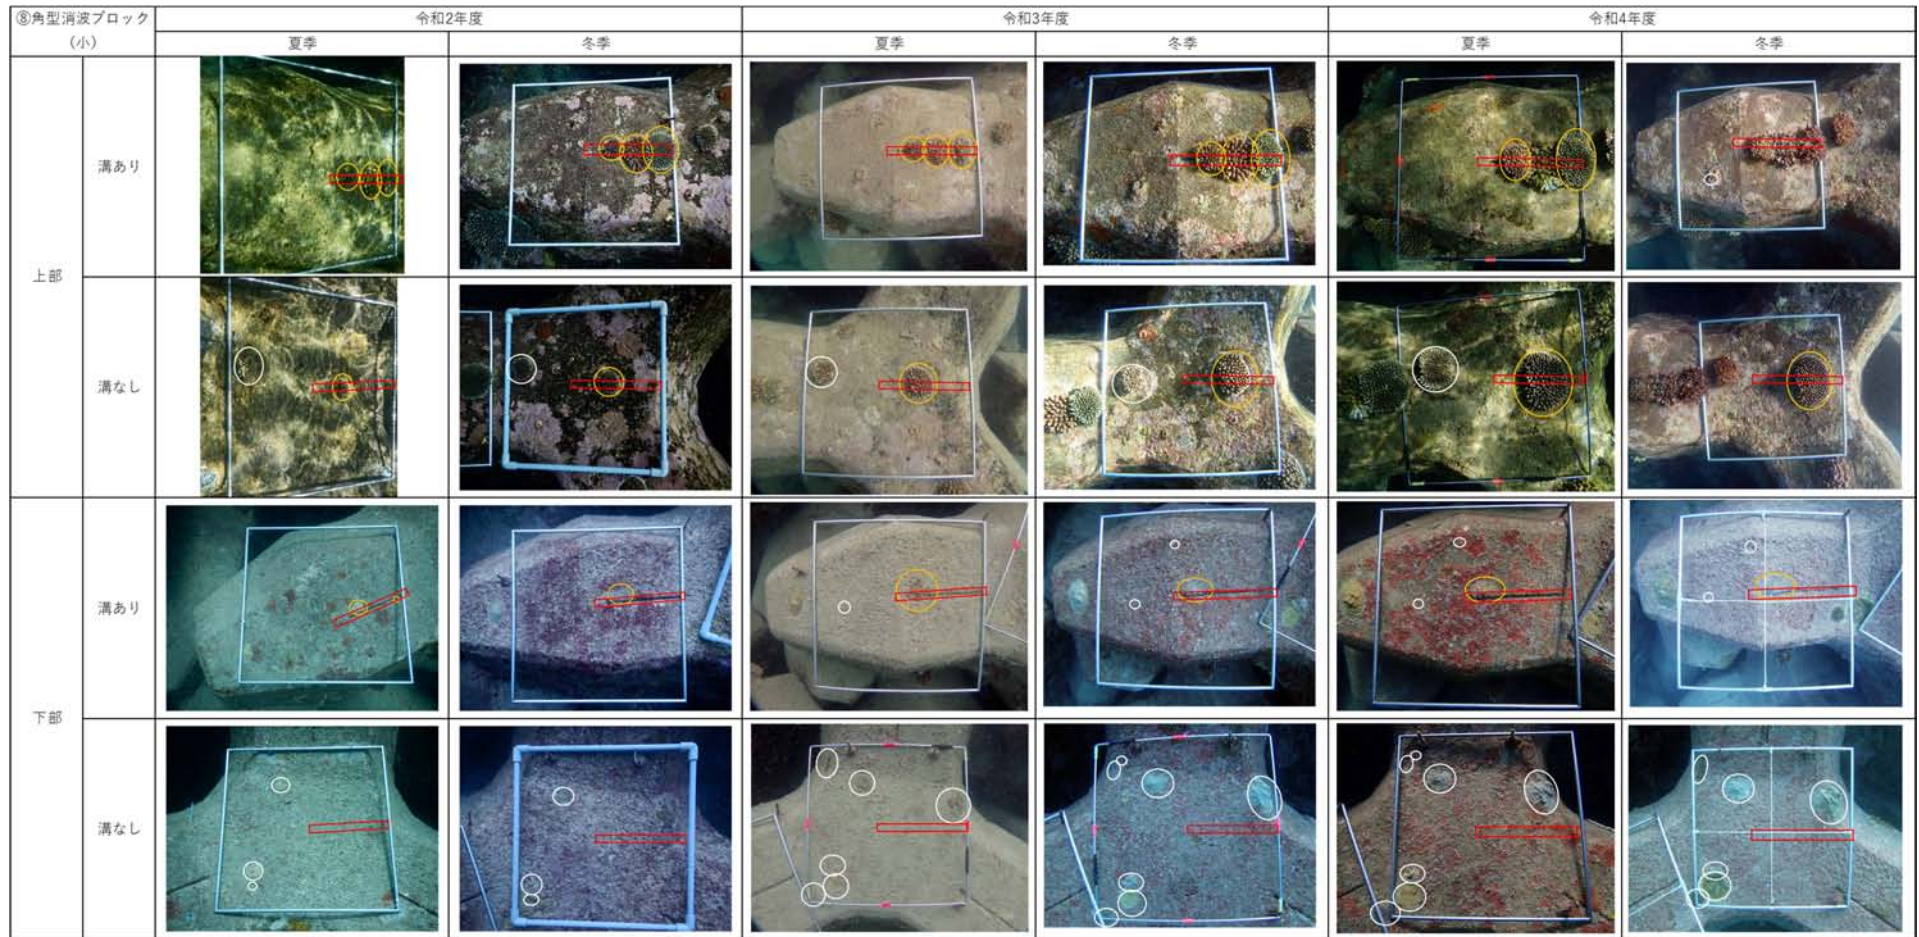 ⑧角型消波ブロック
（小）
令和2年度
令和3年度
令和4年度
夏季
冬季
夏季
冬季
夏季
冬季
上部
溝あり
溝なし
下部
溝あり
溝なし